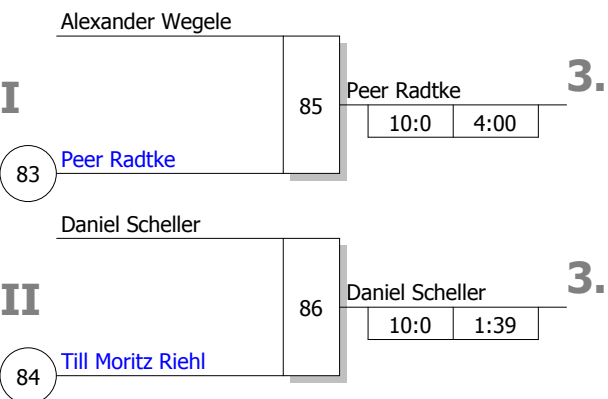 Alexander Wegele
I
85
Peer Radtke
3.
10:0 4:00
83
Peer Radtke
Daniel Scheller
II
86
Daniel Scheller
3.
10:0 1:39
84
Till Moritz Riehl